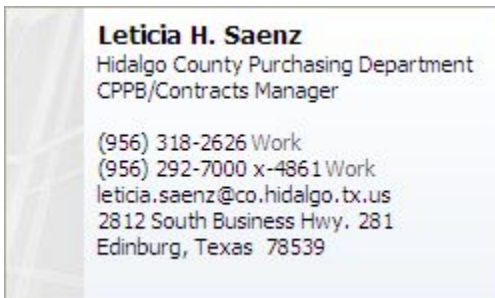 Leticia H. Saenz
Hidalgo County Purchasing Department
CPPB/Contracts Manager
(956) 318-2626 Work
(956) 292-7000 x-4861 Work
leticia.saenz@co.hidalgo.tx.us
2812 South Business Hwy. 281
Edinburg, Texas  78539